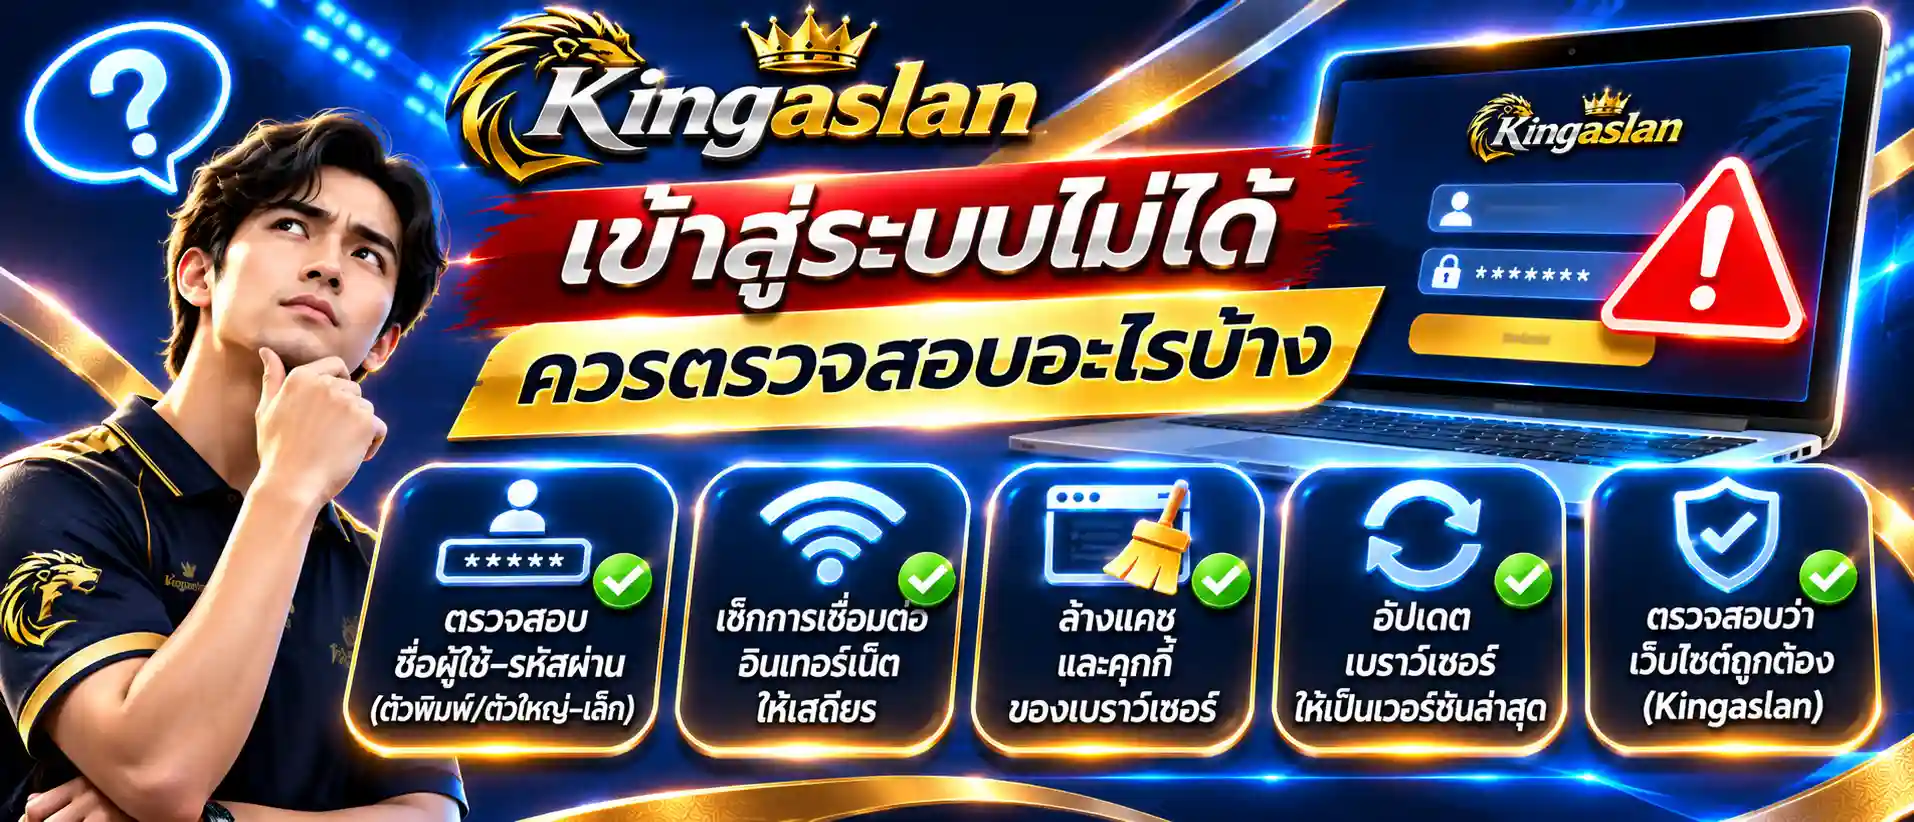 ?
Kingaslan
เข้าสู่ระบบไม่ได้
ควรตรวจสอบอะไรบ้าง
Kingaslan
*******
!
*****
ตรวจสอบ
ชื่อผู้ใช้–รหัสผ่าน
(ตัวพิมพ์/ตัวใหญ่–เล็ก)
เช็กการเชื่อมต่อ
อินเทอร์เน็ต
ให้เสถียร
ล้างแคช
และคุกกี้
ของเบราว์เซอร์
อัปเดต
เบราว์เซอร์
ให้เป็นเวอร์ชันล่าสุด
ตรวจสอบว่า
เว็บไซต์ถูกต้อง
(Kingaslan)
Kingaslan